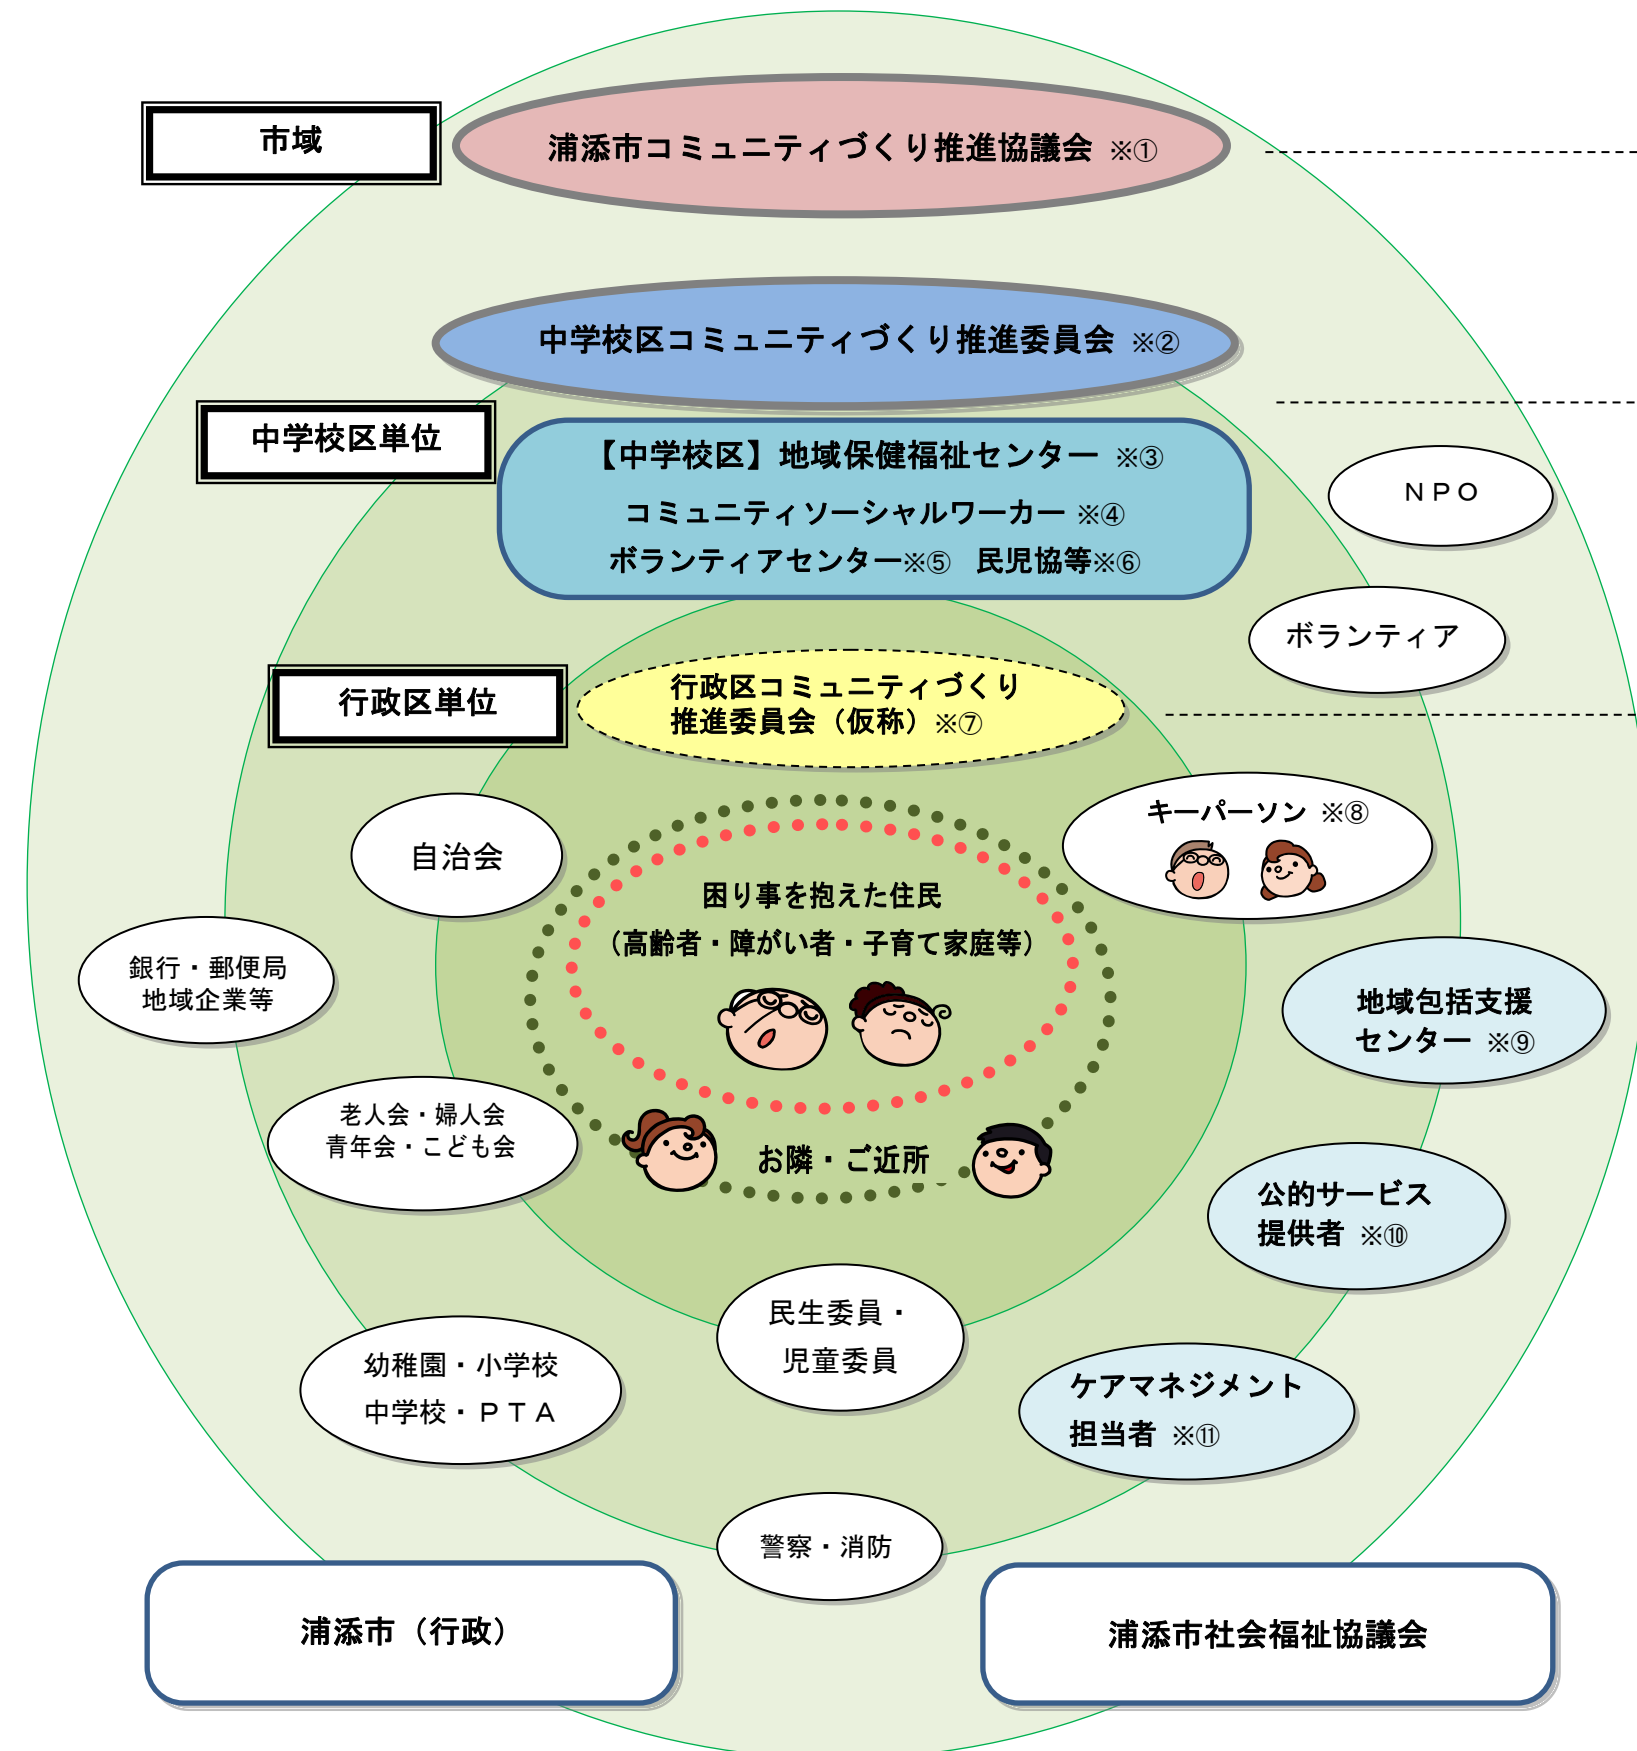 市域
浦添市コミュニティづくり推進協議会 ※①
中学校区コミュニティづくり推進委員会 ※②
中学校区単位
【中学校区】地域保健福祉センター ※③
コミュニティソーシャルワーカー ※④
ボランティアセンター※⑤ 民児協等※⑥
ＮＰＯ
ボランティア
行政区単位
行政区コミュニティづくり
推進委員会（仮称）※⑦
キーパーソン ※⑧
自治会
困り事を抱えた住民
（高齢者・障がい者・子育て家庭等）
銀行・郵便局
地域企業等
地域包括支援
センター ※⑨
老人会・婦人会
青年会・こども会
お隣・ご近所
公的サービス
提供者 ※⑩
民生委員・
児童委員
幼稚園・小学校
中学校・ＰＴＡ
ケアマネジメント
担当者 ※⑪
警察・消防
浦添市（行政）
浦添市社会福祉協議会